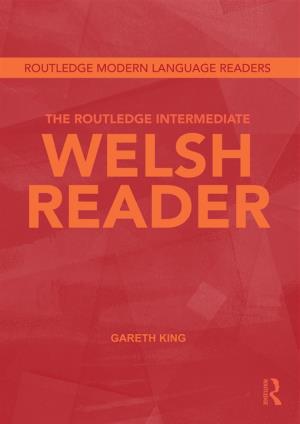 ROUTLEDGE MODERN LANGUAGE READERS
THE ROUTLEDGE INTERMEDIATE
WELSH
READER
GARETH KING
ROUTLEDGE